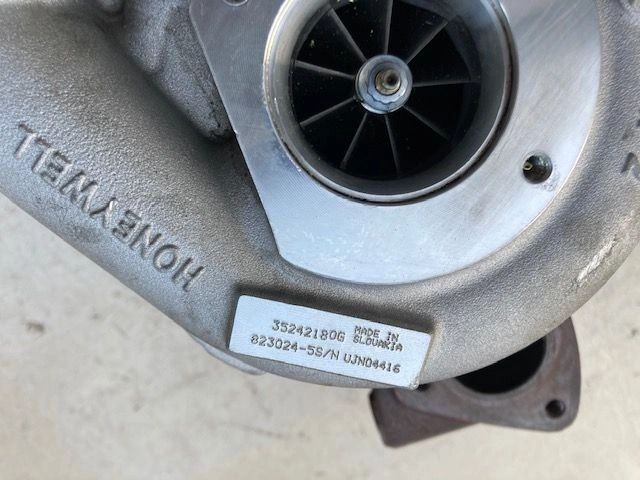 HONEYWELL
35242180G MADE IN SLOVAKIA
823024-5S/N UJN04416